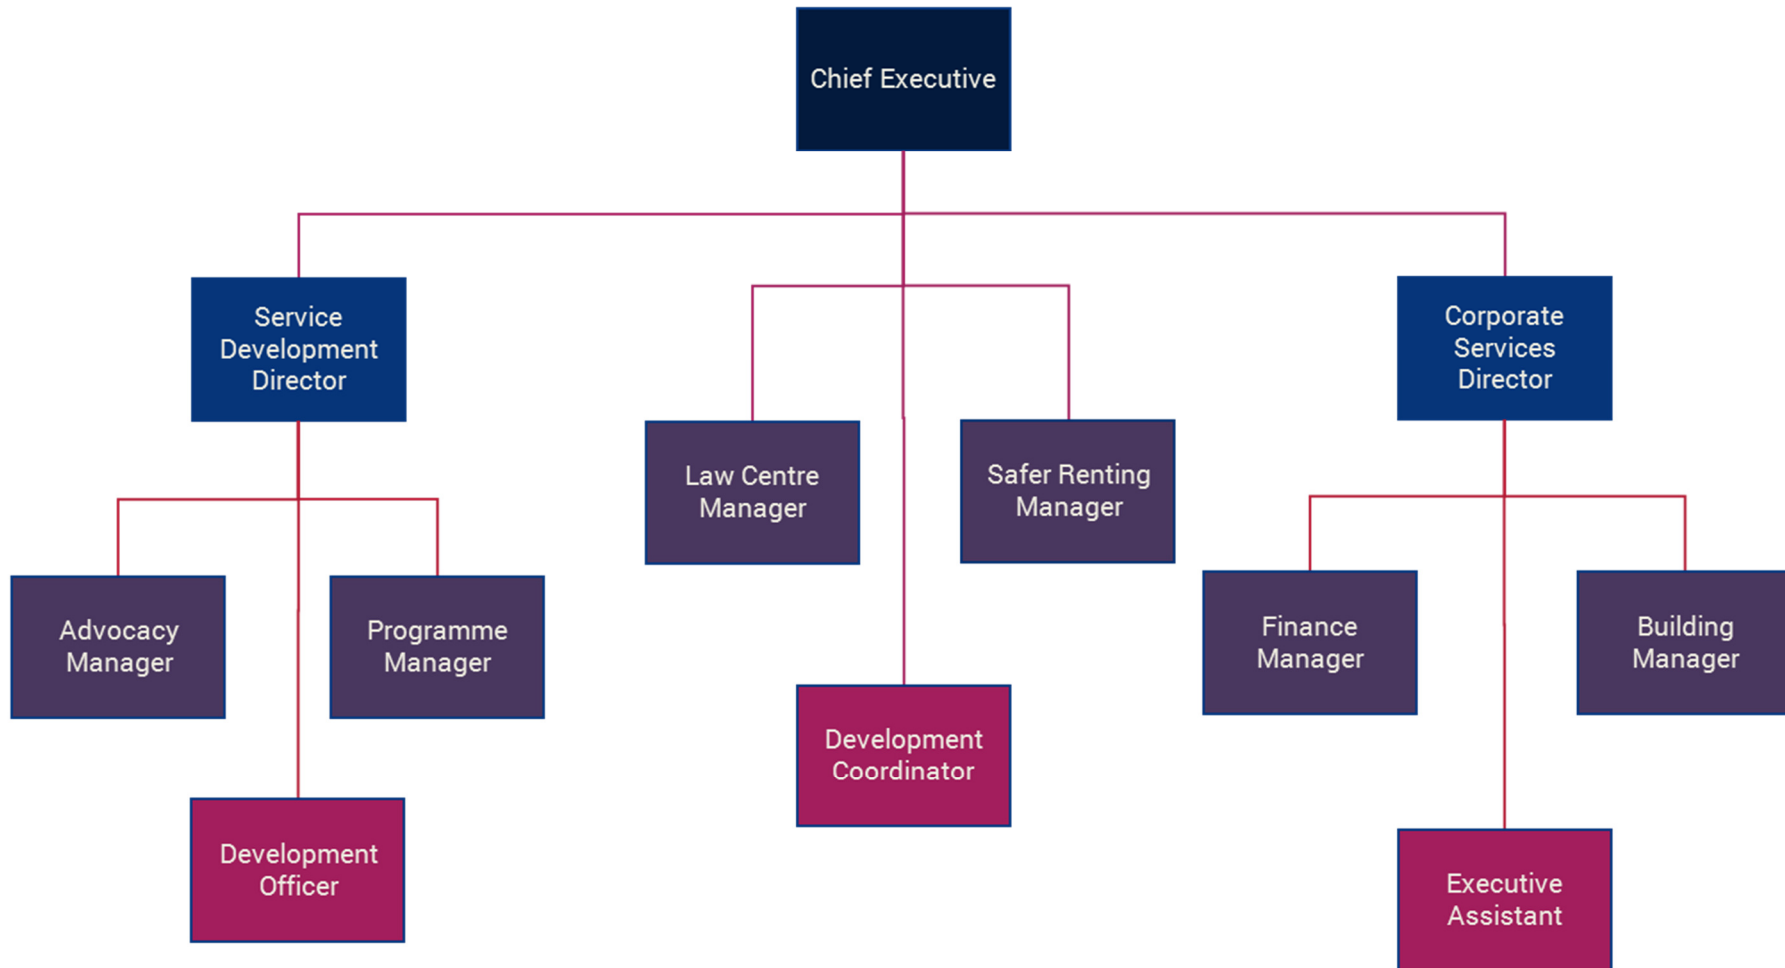 Chief Executive
Service
Development
Director
Corporate
Services
Director
Law Centre
Manager
Safer Renting
Manager
Advocacy
Manager
Programme
Manager
Finance
Manager
Building
Manager
Development
Coordinator
Development
Officer
Executive
Assistant